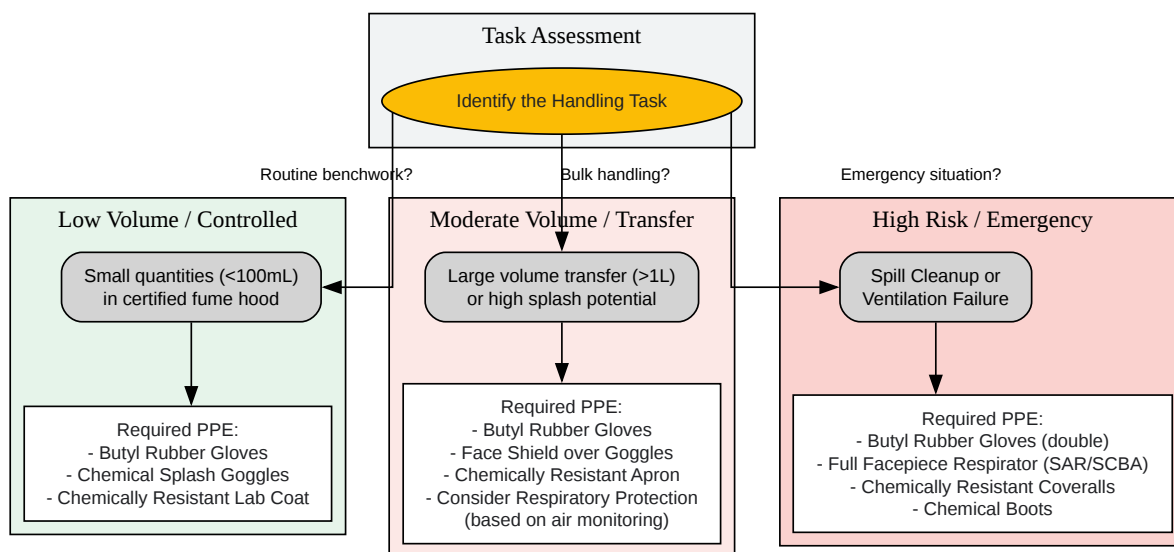 Task Assessment
Identify the Handling Task
Routine benchwork?
Bulk handling?
Emergency situation?
Low Volume / Controlled
Small quantities (<100mL)
in certified fume hood
Required PPE:
- Butyl Rubber Gloves
- Chemical Splash Goggles
- Chemically Resistant Lab Coat
Moderate Volume / Transfer
Large volume transfer (>1L)
or high splash potential
Required PPE:
- Butyl Rubber Gloves
- Face Shield over Goggles
- Chemically Resistant Apron
- Consider Respiratory Protection
(based on air monitoring)
High Risk / Emergency
Spill Cleanup or
Ventilation Failure
Required PPE:
- Butyl Rubber Gloves (double)
- Full Facepiece Respirator (SAR/SCBA)
- Chemically Resistant Coveralls
- Chemical Boots